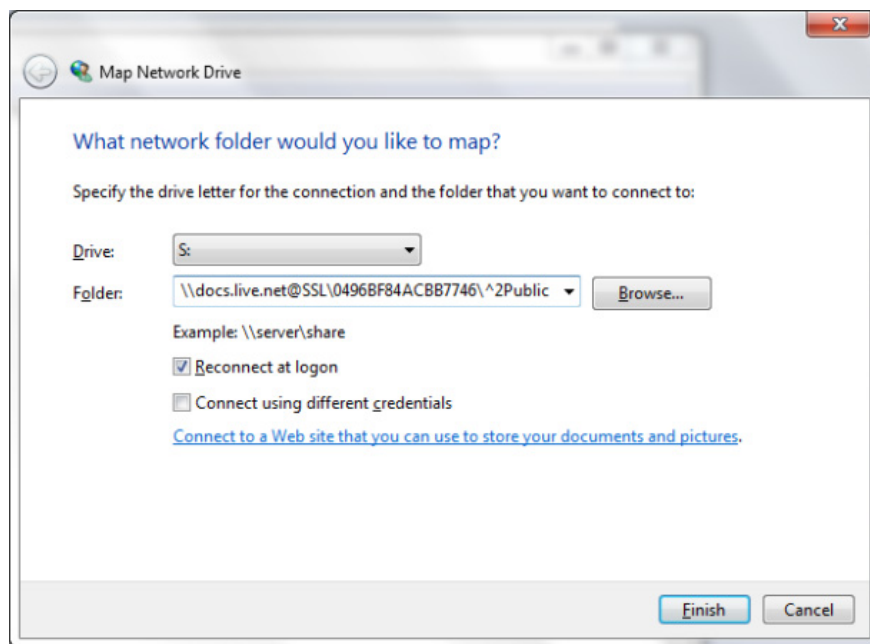 Map Network Drive
What network folder would you like to map?
Specify the drive letter for the connection and the folder that you want to connect to:
Drive: S:
Folder: \\docs.live.net@SSL\0496BF84ACBB7746\^2Public Browse...
Example: \\server\share
Reconnect at logon
Connect using different credentials
Connect to a Web site that you can use to store your documents and pictures.
Finish Cancel